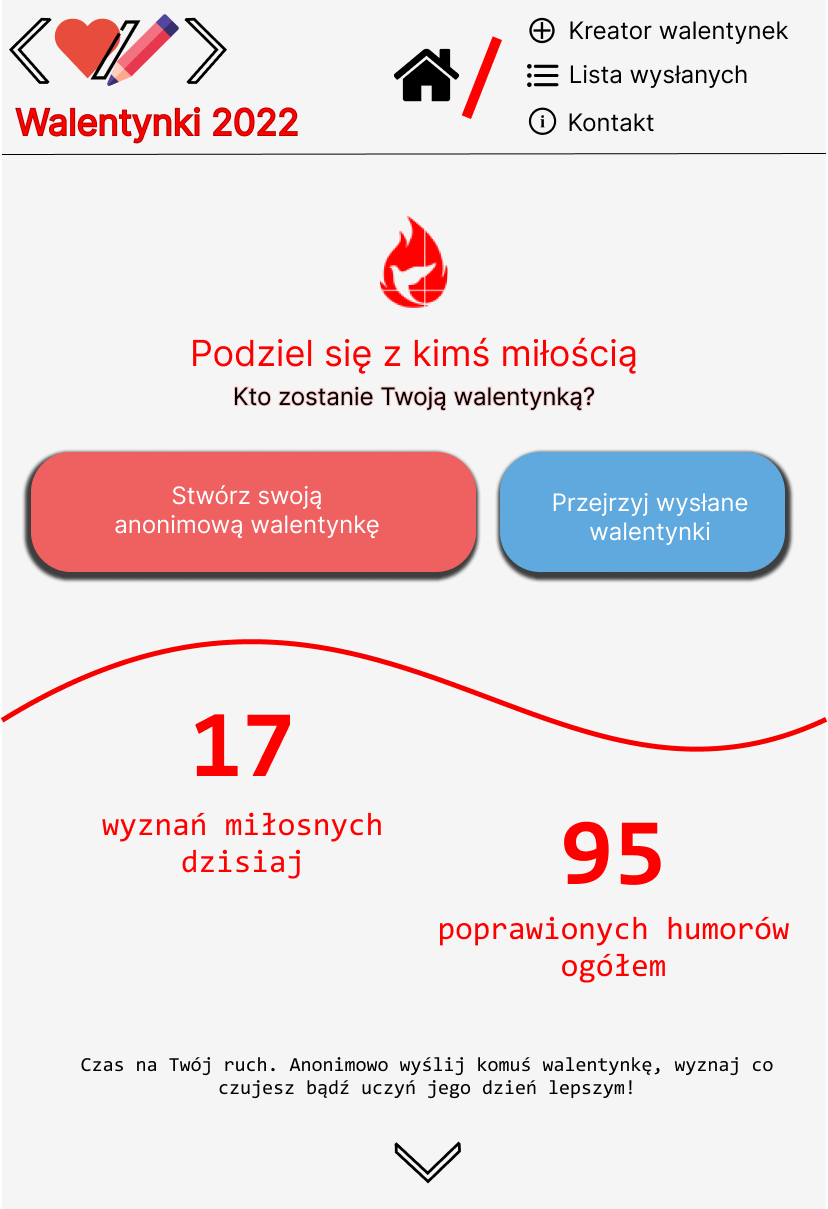 Kreator walentynek
Lista wysłanych
Kontakt
Walentynki 2022
Podziel się z kimś miłością
Kto zostanie Twoją walentynką?
Stwórz swoją
anonimową walentynkę
Przejrzyj wysłane
walentynki
17
wyznań miłosnych
dzisiaj
95
poprawionych humorów
ogółem
Czas na Twój ruch. Anonimowo wyślij komuś walentynkę, wyznaj co
czujesz bądź uczyń jego dzień lepszym!